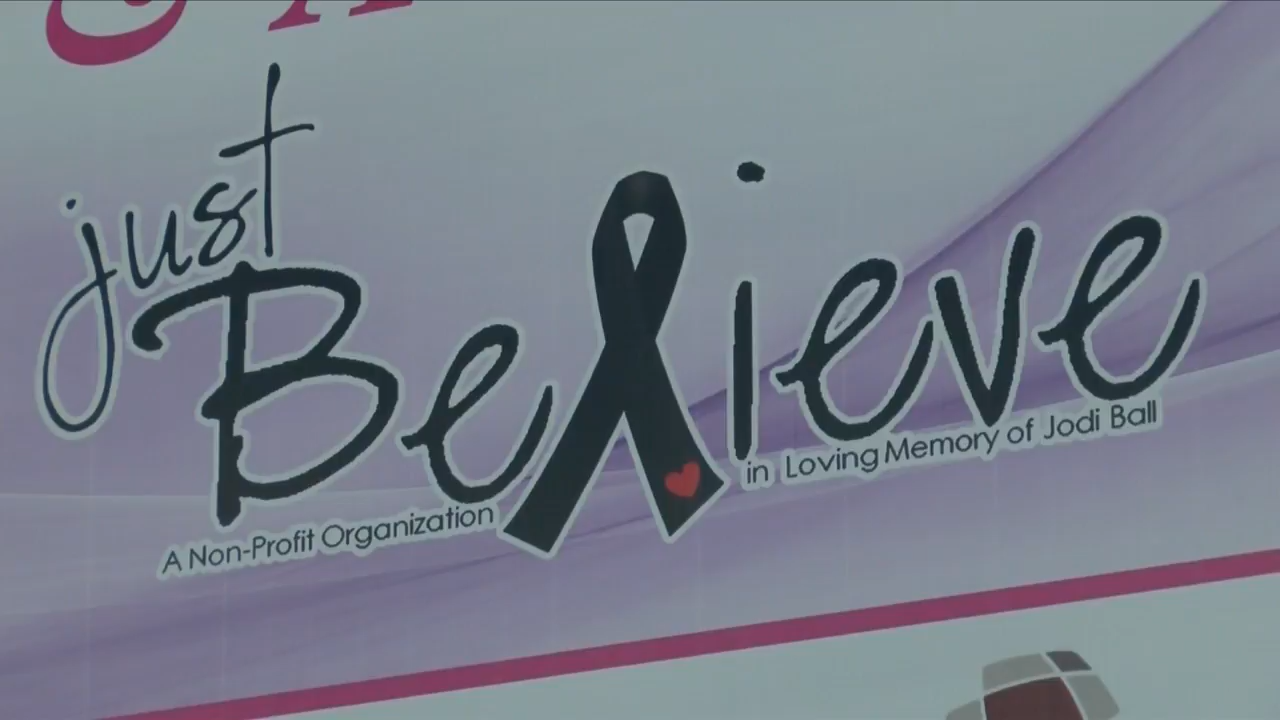 just
Believe
in Loving Memory of Jodi Ball
A Non-Profit Organization